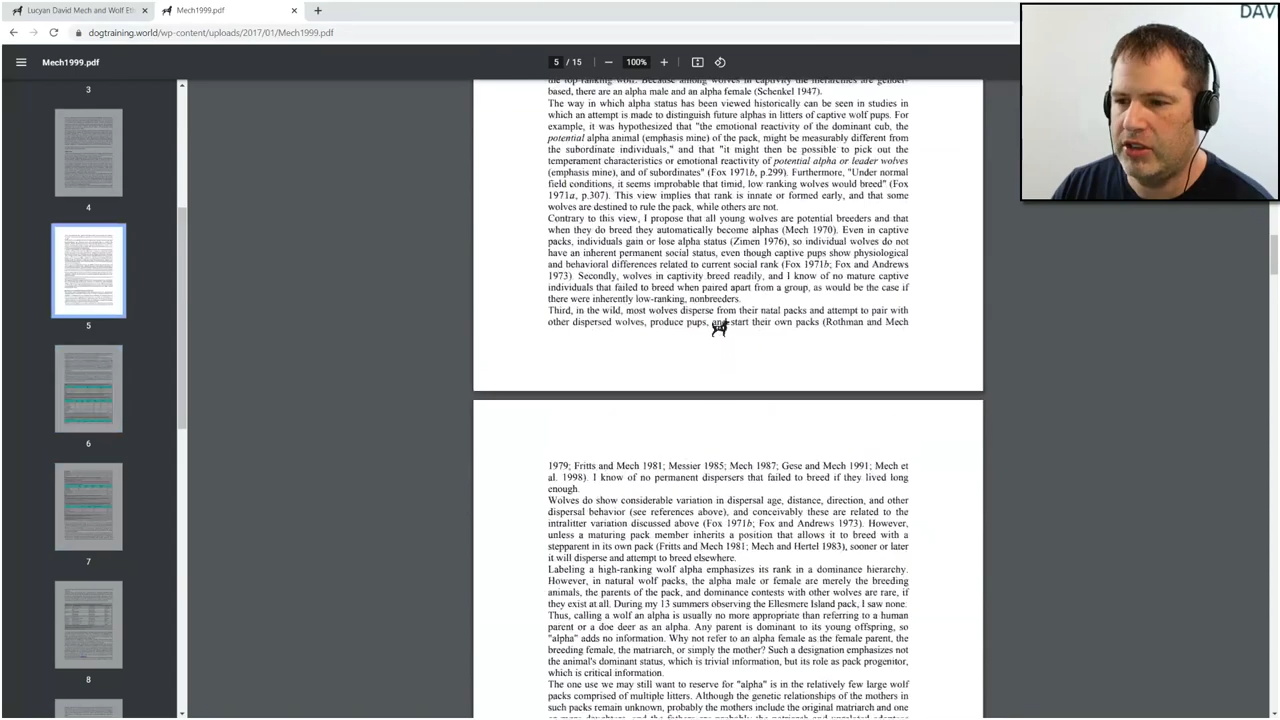 Lucyan David Mech and Wolf Eth
Mech1999.pdf
DAV
dogtraining.world/wp-content/uploads/2017/01/Mech1999.pdf
Mech1999.pdf
5 / 15
100%
3
4
5
6
7
8
the top-ranking wolf. Because among wolves in captivity the hierarchies are gender-
based, there are an alpha male and an alpha female (Schenkel 1947).
The way in which alpha status has been viewed historically can be seen in studies in
which an attempt is made to distinguish future alphas in litters of captive wolf pups. For
example, it was hypothesized that "the emotional reactivity of the dominant cub, the
potential alpha animal (emphasis mine) of the pack, might be measurably different from
the subordinate individuals," and that "it might then be possible to pick out the
temperament characteristics or emotional reactivity of potential alpha or leader wolves
(emphasis mine), and of subordinates" (Fox 1971b, p.299). Furthermore, "Under normal
field conditions, it seems improbable that timid, low ranking wolves would breed" (Fox
1971a, p.307). This view implies that rank is innate or formed early, and that some
wolves are destined to rule the pack, while others are not.
Contrary to this view, I propose that all young wolves are potential breeders and that
when they do breed they automatically become alphas (Mech 1970). Even in captive
packs, individuals gain or lose alpha status (Zimen 1976), so individual wolves do not
have an inherent permanent social status, even though captive pups show physiological
and behavioral differences related to current social rank (Fox 1971b; Fox and Andrews
1973). Secondly, wolves in captivity breed readily, and I know of no mature captive
individuals that failed to breed when paired apart from a group, as would be the case if
there were inherently low-ranking, nonbreeders.
Third, in the wild, most wolves disperse from their natal packs and attempt to pair with
other dispersed wolves, produce pups, and start their own packs (Rothman and Mech
1979; Fritts and Mech 1981; Messier 1985; Mech 1987; Gese and Mech 1991; Mech et
al. 1998). I know of no permanent dispersers that failed to breed if they lived long
enough.
Wolves do show considerable variation in dispersal age, distance, direction, and other
dispersal behavior (see references above), and conceivably these are related to the
intralitter variation discussed above (Fox 1971b; Fox and Andrews 1973). However,
unless a maturing pack member inherits a position that allows it to breed with a
stepparent in its own pack (Fritts and Mech 1981; Mech and Hertel 1983), sooner or later
it will disperse and attempt to breed elsewhere.
Labeling a high-ranking wolf alpha emphasizes its rank in a dominance hierarchy.
However, in natural wolf packs, the alpha male or female are merely the breeding
animals, the parents of the pack, and dominance contests with other wolves are rare, if
they exist at all. During my 13 summers observing the Ellesmere Island pack, I saw none.
Thus, calling a wolf an alpha is usually no more appropriate than referring to a human
parent or a doe deer as an alpha. Any parent is dominant to its young offspring, so
"alpha" adds no information. Why not refer to an alpha female as the female parent, the
breeding female, the matriarch, or simply the mother? Such a designation emphasizes not
the animal's dominant status, which is trivial information, but its role as pack progenitor,
which is critical information.
The one use we may still want to reserve for "alpha" is in the relatively few large wolf
packs comprised of multiple litters. Although the genetic relationships of the mothers in
such packs remain unknown, probably the mothers include the original matriarch and one